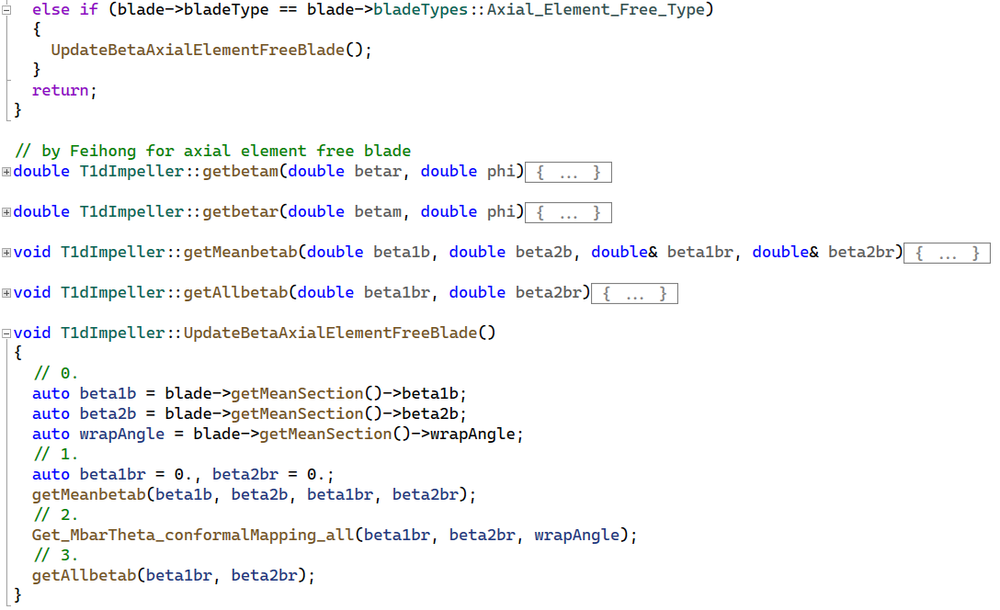 else if (blade->bladeType == blade->bladeTypes::Axial_Element_Free_Type)
{
UpdateBetaAxialElementFreeBlade();
}
return;
}
// by Feihong for axial element free blade
double T1dImpeller::getbetam(double betar, double phi){ ... }
double T1dImpeller::getbetar(double betam, double phi){ ... }
void T1dImpeller::getMeanbetab(double beta1b, double beta2b, double& beta1br, double& beta2br){ ... }
void T1dImpeller::getAllbetab(double beta1br, double beta2br){ ... }
void T1dImpeller::UpdateBetaAxialElementFreeBlade()
{
// 0.
auto beta1b = blade->getMeanSection()->beta1b;
auto beta2b = blade->getMeanSection()->beta2b;
auto wrapAngle = blade->getMeanSection()->wrapAngle;
// 1.
auto beta1br = 0., beta2br = 0.;
getMeanbetab(beta1b, beta2b, beta1br, beta2br);
// 2.
Get_MbarTheta_conformalMapping_all(beta1br, beta2br, wrapAngle);
// 3.
getAllbetab(beta1br, beta2br);
}